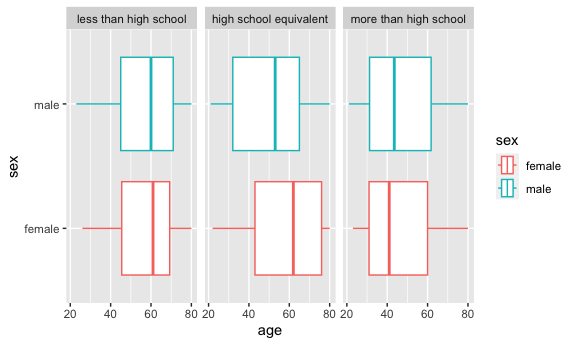 less than high school
high school equivalent
more than high school
male
female
sex
20 40 60 80
20 40 60 80
20 40 60 80
age
sex
female
male